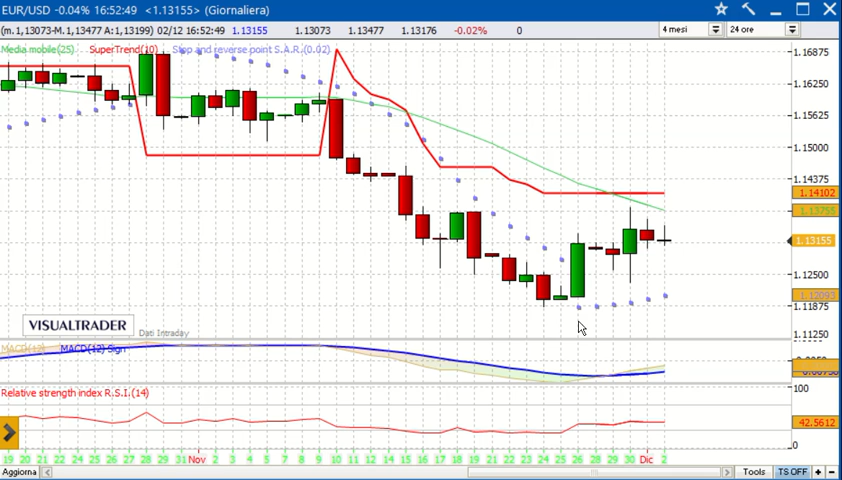 EUR/USD -0.04% 16:52:49 <1.13155> (Giornaliera)
(m.1,13073-M.1,13477 A:1,13199) 02/12 16:52:49 1.13155 1.13073 1.13477 1.13176 -0.02% 0 4 mesi 24 ore
Media mobile(25) SuperTrend(10) Stop and reverse point S.A.R.(0.02)
1.16875
1.16250
1.15625
1.15000
1.14375
1.14102
1.13755
1.13155
1.12500
1.11875
1.11250
VISUALTRADER
Dati Intraday
MACD(12) MACD(12) Sign
Relative strength index R.S.I.(14)
100
42.5612
0
19 20 21 22 23 24 25 26 27 28 29 30 31 Nov 2 3 4 5 6 7 8 9 10 11 12 13 14 15 16 17 18 19 20 21 22 23 24 25 26 27 28 29 30 Dic 2
Aggiorna Tools TS OFF